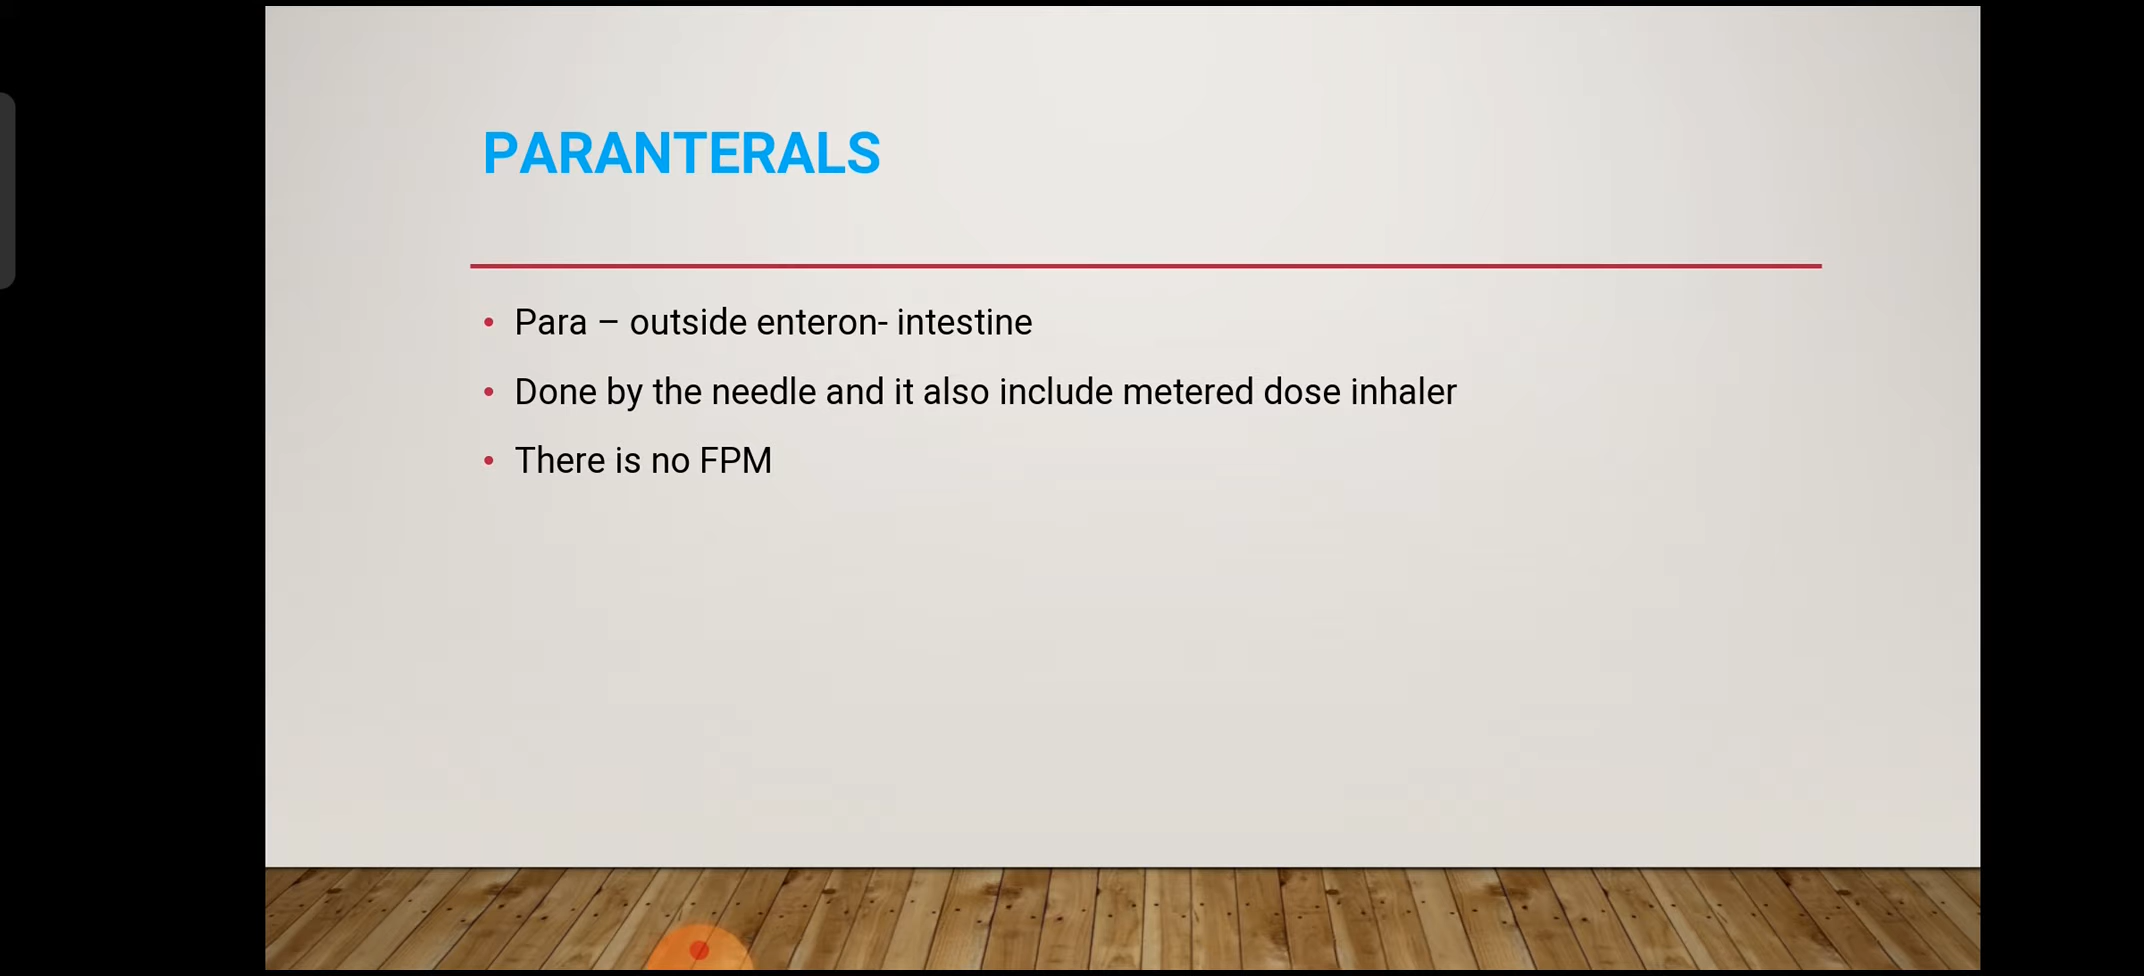 PARANTERALS
• Para – outside enteron- intestine
• Done by the needle and it also include metered dose inhaler
• There is no FPM